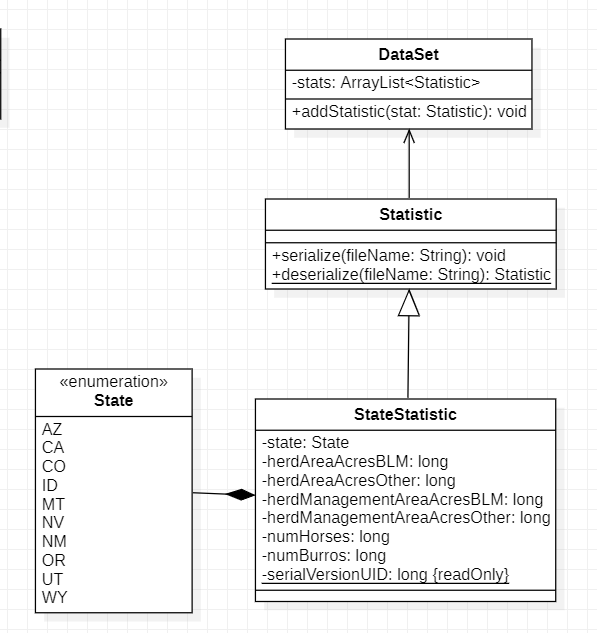 DataSet
-stats: ArrayList<Statistic>
+addStatistic(stat: Statistic): void
Statistic
+serialize(fileName: String): void
+deserialize(fileName: String): Statistic
«enumeration»
State
AZ
CA
CO
ID
MT
NV
NM
OR
UT
WY
StateStatistic
-state: State
-herdAreaAcresBLM: long
-herdAreaAcresOther: long
-herdManagementAreaAcresBLM: long
-herdManagementAreaAcresOther: long
-numHorses: long
-numBurros: long
-serialVersionUID: long {readOnly}